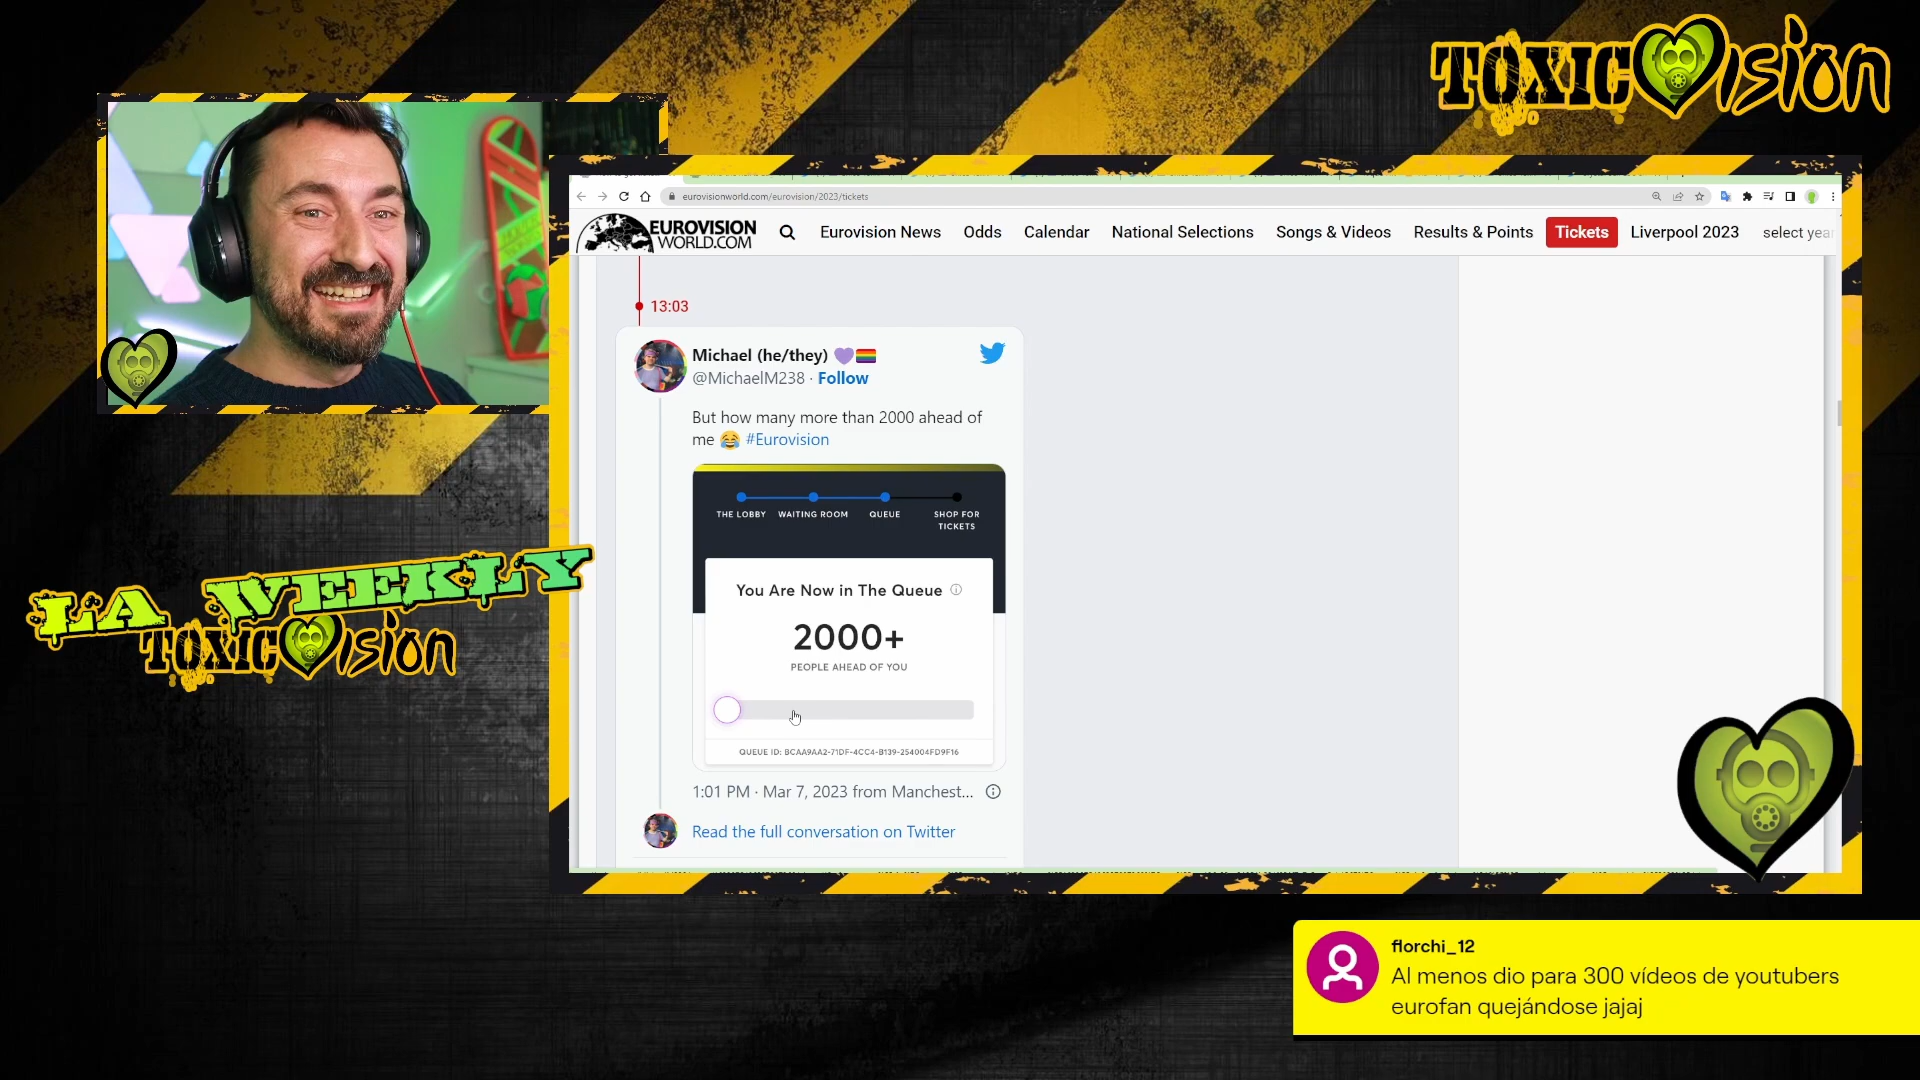 TOXICVISION
eurovisionworld.com/eurovision/2023/tickets
EUROVISION
WORLD.COM
Eurovision News
Odds
Calendar
National Selections
Songs & Videos
Results & Points
Tickets
Liverpool 2023
select year
13:03
Michael (he/they) 💜🏳️‍🌈
@MichaelM238 · Follow
But how many more than 2000 ahead of
me 😂 #Eurovision
THE LOBBY
WAITING ROOM
QUEUE
SHOP FOR
TICKETS
You Are Now in The Queue
2000+
PEOPLE AHEAD OF YOU
QUEUE ID: BCAA9AA2-71DF-4CC4-B139-254004FD9F16
1:01 PM · Mar 7, 2023 from Manchest...
Read the full conversation on Twitter
LA WEEKLY
TOXICVISION
florchi_12
Al menos dio para 300 vídeos de youtubers
eurofan quejándose jajaj